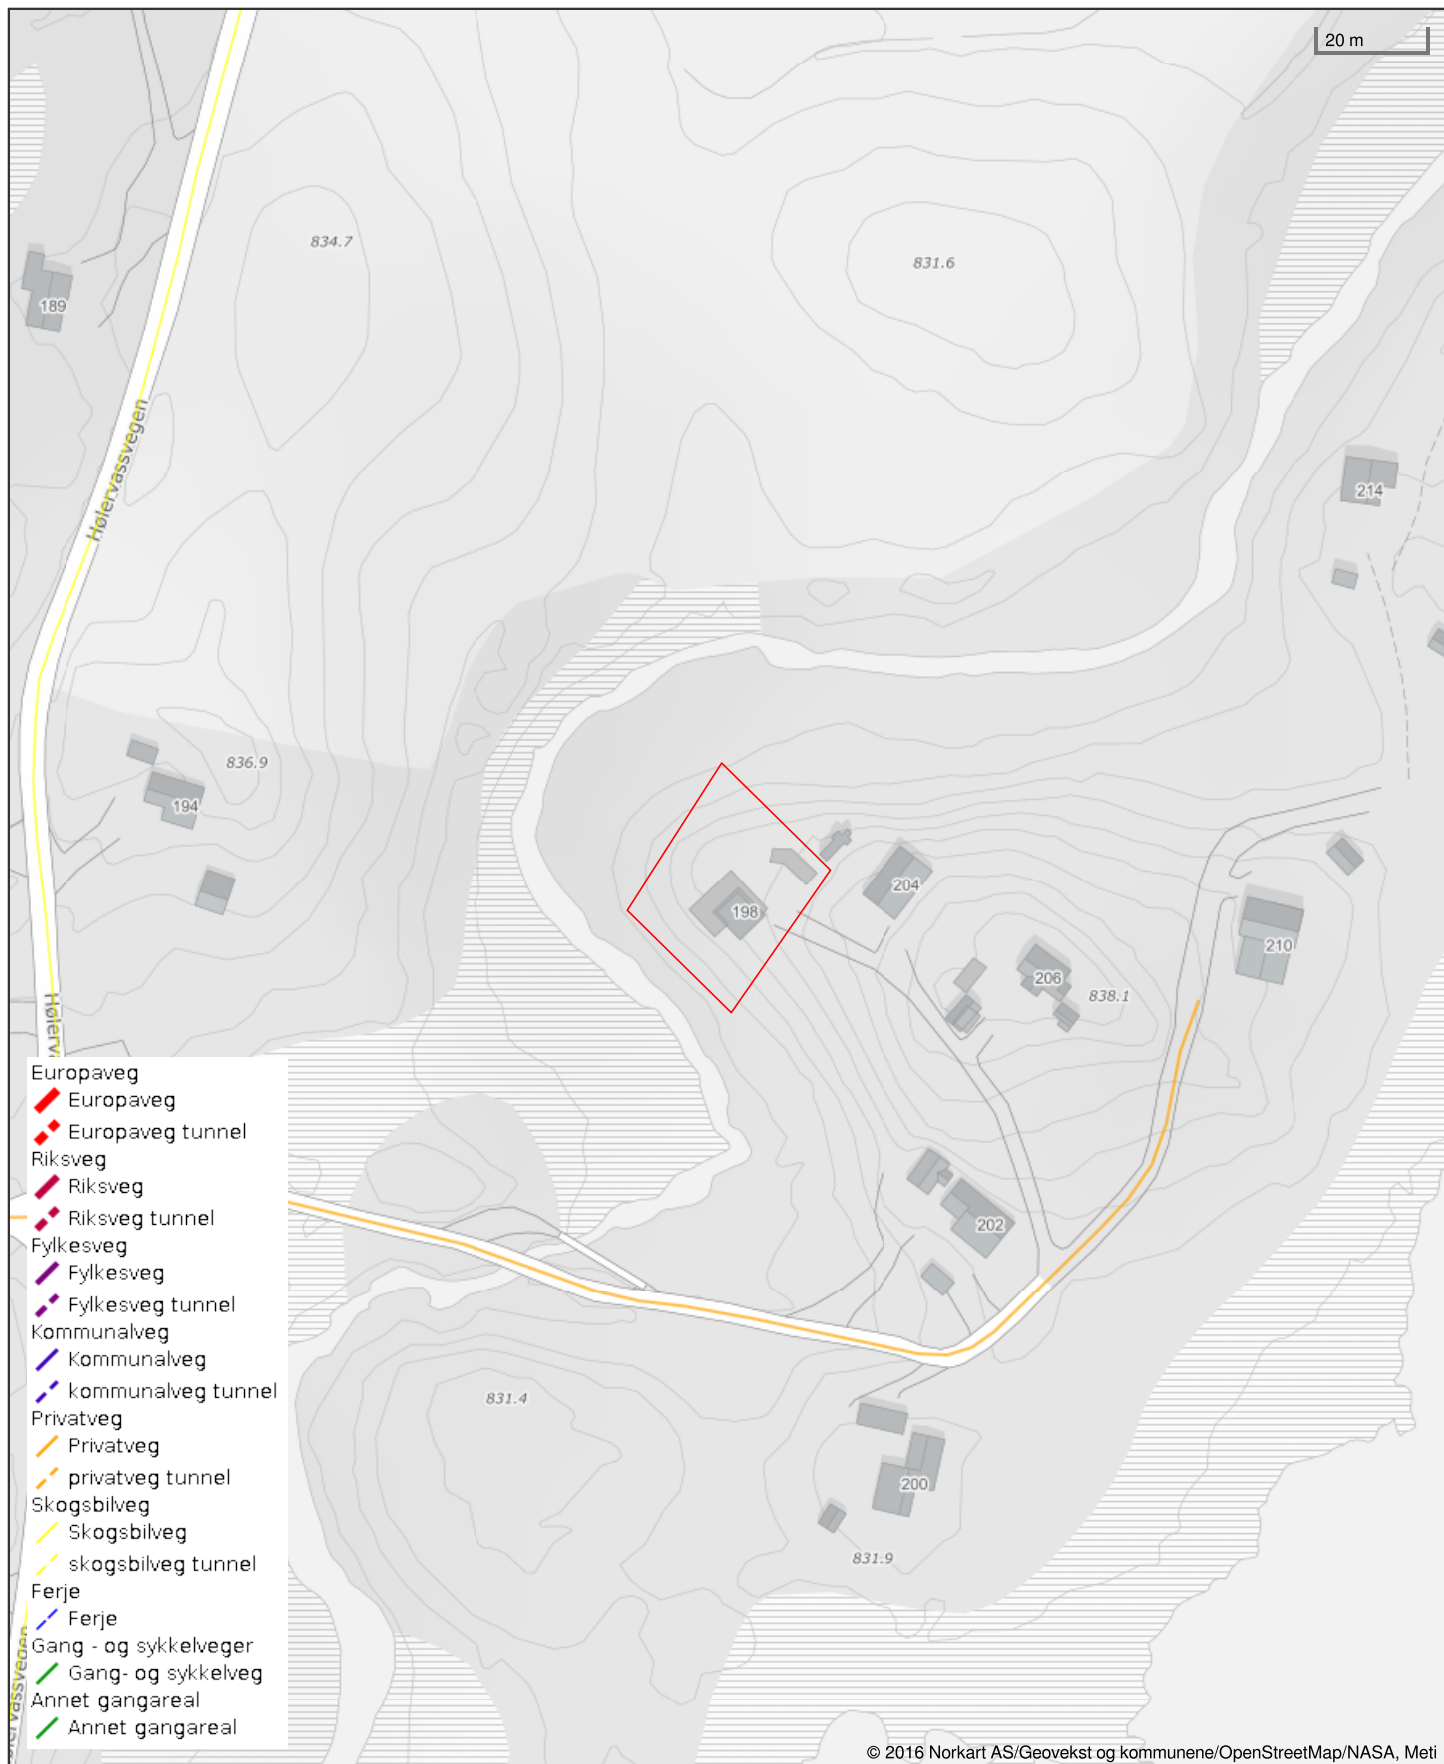 20 m
834.7
831.6
189
Hølervassvegen
214
836.9
194
204
198
210
206
838.1
Hølerv
Europaveg
Europaveg
Europaveg tunnel
Riksveg
Riksveg
Riksveg tunnel
202
Fylkesveg
Fylkesveg
Fylkesveg tunnel
Kommunalveg
Kommunalveg
kommunalveg tunnel
831.4
Privatveg
Privatveg
privatveg tunnel
200
Skogsbilveg
Skogsbilveg
skogsbilveg tunnel
831.9
Ferje
Ferje
Gang - og sykkelveger
Gang- og sykkelveg
Annet gangareal
Annet gangareal
lervassvegen
© 2016 Norkart AS/Geovekst og kommunene/OpenStreetMap/NASA, Meti